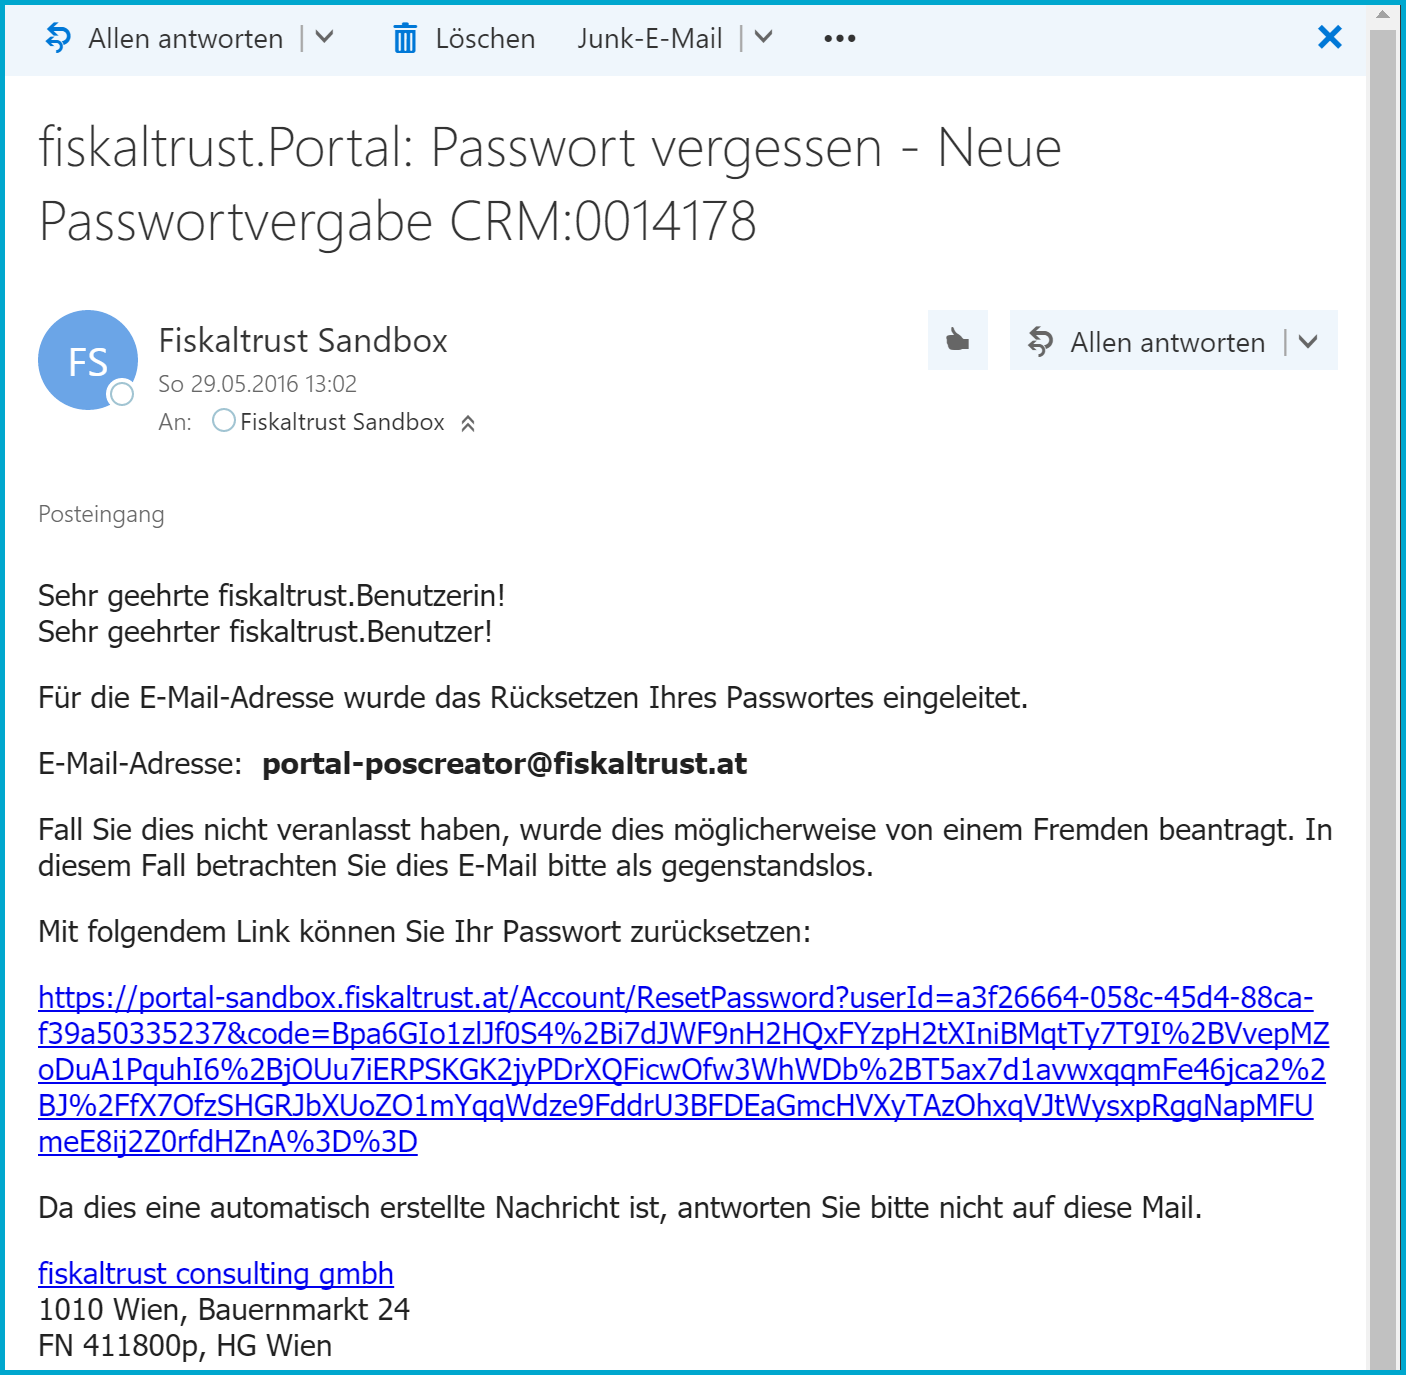 Allen antworten
Löschen
Junk-E-Mail
fiskaltrust.Portal: Passwort vergessen - Neue
Passwortvergabe CRM:0014178
FS
Fiskaltrust Sandbox
So 29.05.2016 13:02
An: Fiskaltrust Sandbox
Allen antworten
Posteingang
Sehr geehrte fiskaltrust.Benutzerin!
Sehr geehrter fiskaltrust.Benutzer!
Für die E-Mail-Adresse wurde das Rücksetzen Ihres Passwortes eingeleitet.
E-Mail-Adresse: portal-poscreator@fiskaltrust.at
Fall Sie dies nicht veranlasst haben, wurde dies möglicherweise von einem Fremden beantragt. In
diesem Fall betrachten Sie dies E-Mail bitte als gegenstandslos.
Mit folgendem Link können Sie Ihr Passwort zurücksetzen:
https://portal-sandbox.fiskaltrust.at/Account/ResetPassword?userId=a3f26664-058c-45d4-88ca-
f39a50335237&code=Bpa6GIo1zlJf0S4%2Bi7dJWF9nH2HQxFYzpH2tXIniBMqtTy7T9I%2BVvepMZ
oDuA1PquhI6%2BjOUu7iERPSKGK2jyPDrXQFicwOfw3WhWDb%2BT5ax7d1avwxqqmFe46jca2%2
BJ%2FfX7OfzSHGRJbXUoZO1mYqqWdze9FddrU3BFDEaGmcHVXyTAzOhxqVJtWysxpRggNapMFU
meE8ij2Z0rfdHZnA%3D%3D
Da dies eine automatisch erstellte Nachricht ist, antworten Sie bitte nicht auf diese Mail.
fiskaltrust consulting gmbh
1010 Wien, Bauernmarkt 24
FN 411800p, HG Wien